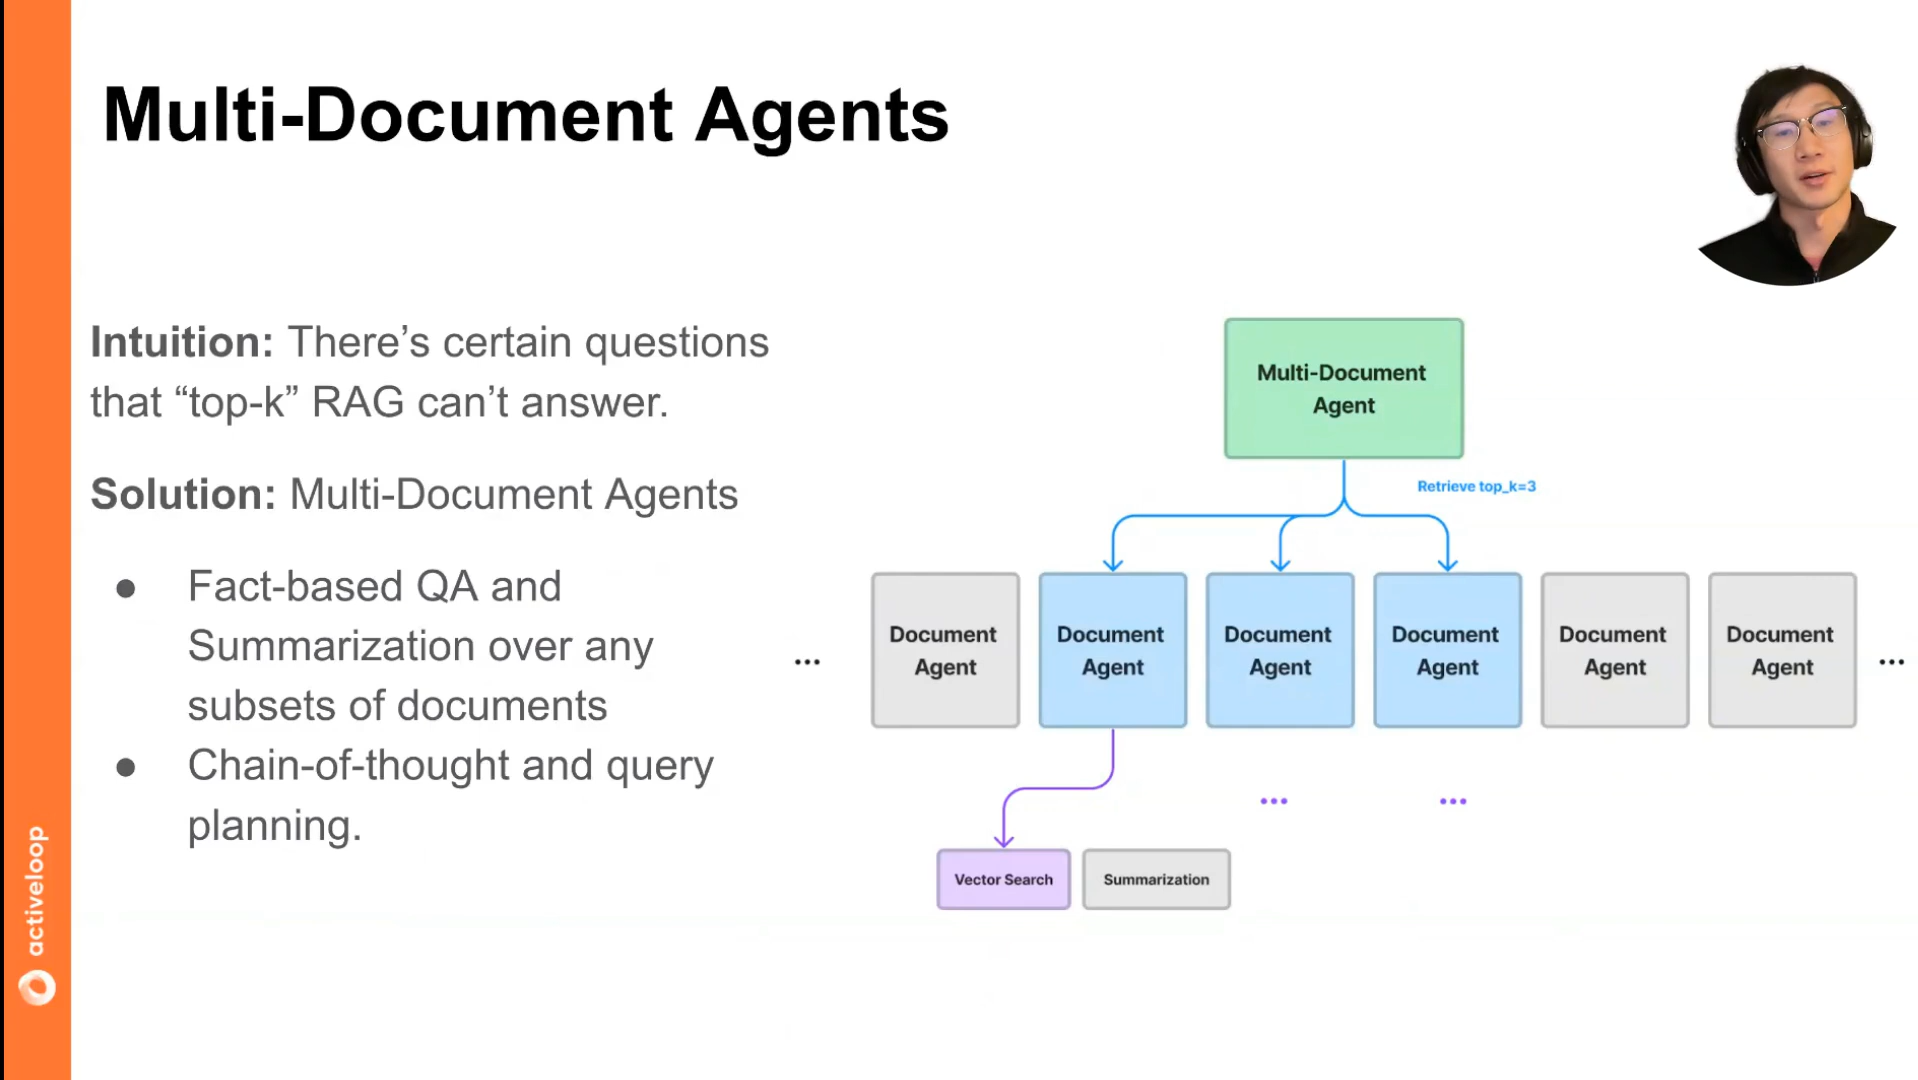 Multi-Document Agents
Intuition: There’s certain questions
that “top-k” RAG can’t answer.
Solution: Multi-Document Agents
● Fact-based QA and
Summarization over any
subsets of documents
● Chain-of-thought and query
planning.
Multi-Document
Agent
Retrieve top_k=3
...
Document
Agent
Document
Agent
Document
Agent
Document
Agent
Document
Agent
Document
Agent
...
...
...
Vector Search
Summarization
activeloop